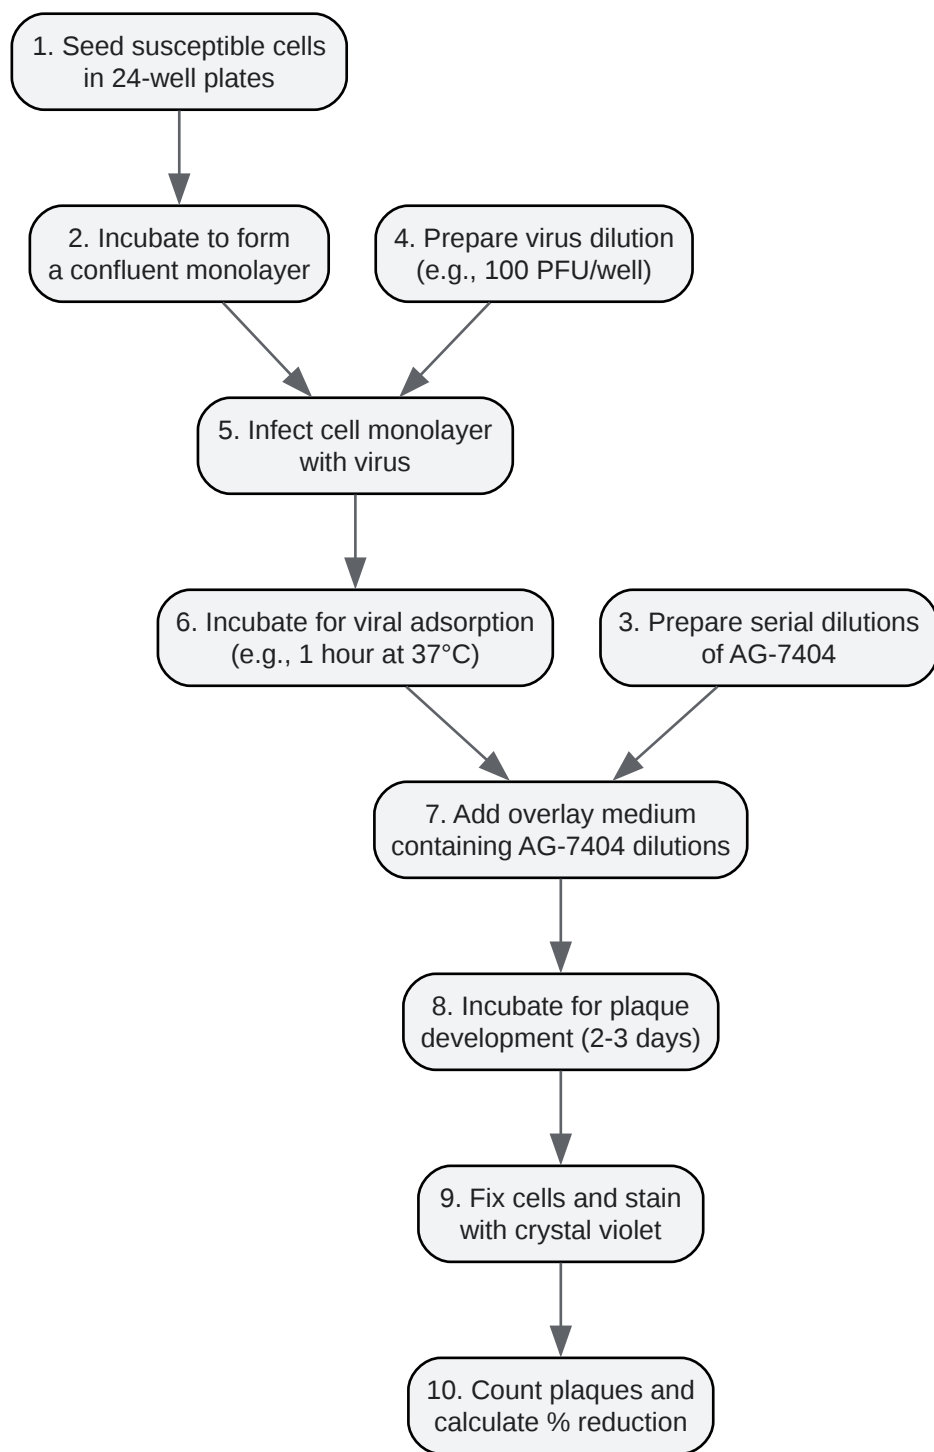 1. Seed susceptible cells
in 24-well plates
2. Incubate to form
a confluent monolayer
4. Prepare virus dilution
(e.g., 100 PFU/well)
5. Infect cell monolayer
with virus
6. Incubate for viral adsorption
(e.g., 1 hour at 37°C)
3. Prepare serial dilutions
of AG-7404
7. Add overlay medium
containing AG-7404 dilutions
8. Incubate for plaque
development (2-3 days)
9. Fix cells and stain
with crystal violet
10. Count plaques and
calculate % reduction